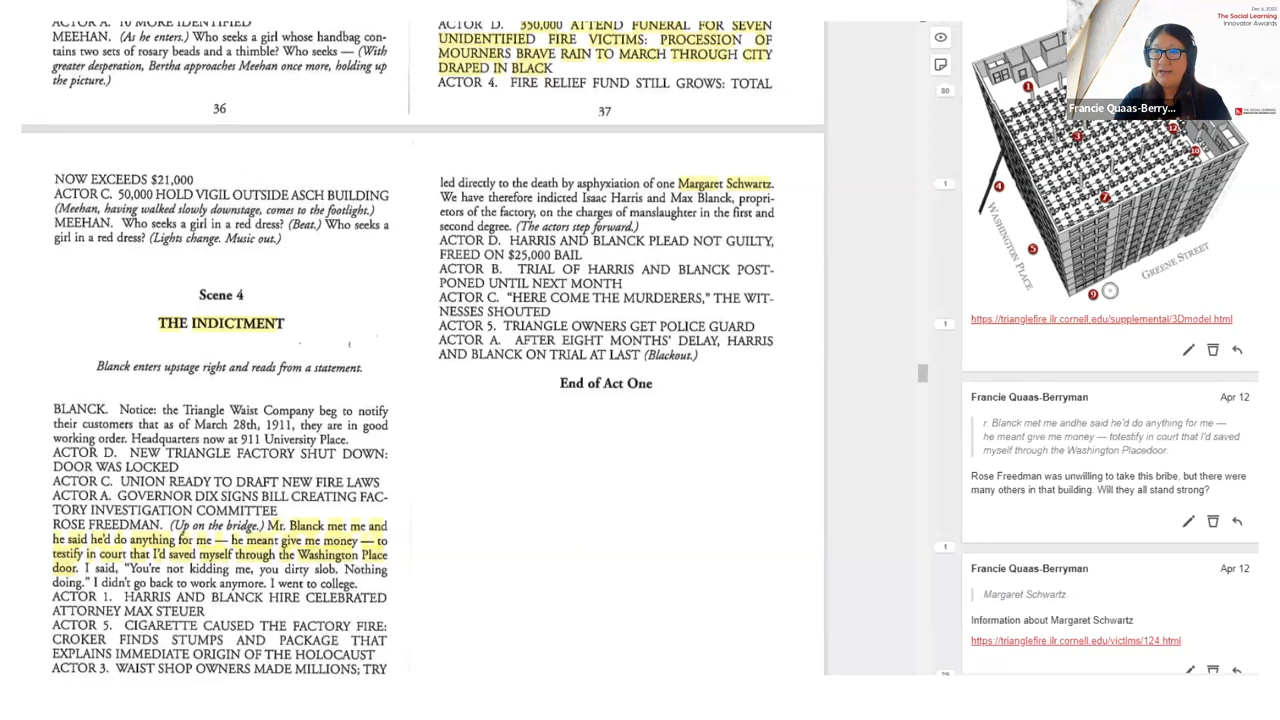 ACTOR A. 10 MORE IDENTIFIED
MEEHAN. (As he enters.) Who seeks a girl whose handbag con-
tains two sets of rosary beads and a thimble? Who seeks — (With
greater desperation, Bertha approaches Meehan once more, holding up
the picture.)
36
ACTOR D. 350,000 ATTEND FUNERAL FOR SEVEN
UNIDENTIFIED FIRE VICTIMS: PROCESSION OF
MOURNERS BRAVE RAIN TO MARCH THROUGH CITY
DRAPED IN BLACK
ACTOR 4. FIRE RELIEF FUND STILL GROWS: TOTAL
37
NOW EXCEEDS $21,000
ACTOR C. 50,000 HOLD VIGIL OUTSIDE ASCH BUILDING
(Meehan, having walked slowly downstage, comes to the footlight.)
MEEHAN. Who seeks a girl in a red dress? (Beat.) Who seeks a
girl in a red dress? (Lights change. Music out.)
Scene 4
THE INDICTMENT
Blanck enters upstage right and reads from a statement.
BLANCK. Notice: the Triangle Waist Company beg to notify
their customers that as of March 28th, 1911, they are in good
working order. Headquarters now at 911 University Place.
ACTOR D. NEW TRIANGLE FACTORY SHUT DOWN:
DOOR WAS LOCKED
ACTOR C. UNION READY TO DRAFT NEW FIRE LAWS
ACTOR A. GOVERNOR DIX SIGNS BILL CREATING FAC-
TORY INVESTIGATION COMMITTEE
ROSE FREEDMAN. (Up on the bridge.) Mr. Blanck met me and
he said he'd do anything for me — he meant give me money — to
testify in court that I'd saved myself through the Washington Place
door. I said, "You're not kidding me, you dirty slob. Nothing
doing." I didn't go back to work anymore. I went to college.
ACTOR 1. HARRIS AND BLANCK HIRE CELEBRATED
ATTORNEY MAX STEUER
ACTOR 5. CIGARETTE CAUSED THE FACTORY FIRE:
CROKER FINDS STUMPS AND PACKAGE THAT
EXPLAINS IMMEDIATE ORIGIN OF THE HOLOCAUST
ACTOR 3. WAIST SHOP OWNERS MADE MILLIONS; TRY
led directly to the death by asphyxiation of one Margaret Schwartz.
We have therefore indicted Isaac Harris and Max Blanck, propri-
etors of the factory, on the charges of manslaughter in the first and
second degree. (The actors step forward.)
ACTOR D. HARRIS AND BLANCK PLEAD NOT GUILTY,
FREED ON $25,000 BAIL
ACTOR B. TRIAL OF HARRIS AND BLANCK POST-
PONED UNTIL NEXT MONTH
ACTOR C. "HERE COME THE MURDERERS," THE WIT-
NESSES SHOUTED
ACTOR 5. TRIANGLE OWNERS GET POLICE GUARD
ACTOR A. AFTER EIGHT MONTHS' DELAY, HARRIS
AND BLANCK ON TRIAL AT LAST (Blackout.)
End of Act One
80
1
1
1
Dec 6, 2022
The Social Learning
Innovator Awards
Francie Quaas-Berry...
1
3
12
10
4
7
5
9
WASHINGTON PLACE
GREENE STREET
https://trianglefire.ilr.cornell.edu/supplemental/3Dmodel.html
Francie Quaas-Berryman Apr 12
r. Blanck met me andhe said he'd do anything for me —
he meant give me money — totestify in court that I'd saved
myself through the Washington Placedoor.
Rose Freedman was unwilling to take this bribe, but there were
many others in that building. Will they all stand strong?
Francie Quaas-Berryman Apr 12
Margaret Schwartz.
Information about Margaret Schwartz
https://trianglefire.ilr.cornell.edu/victims/124.html